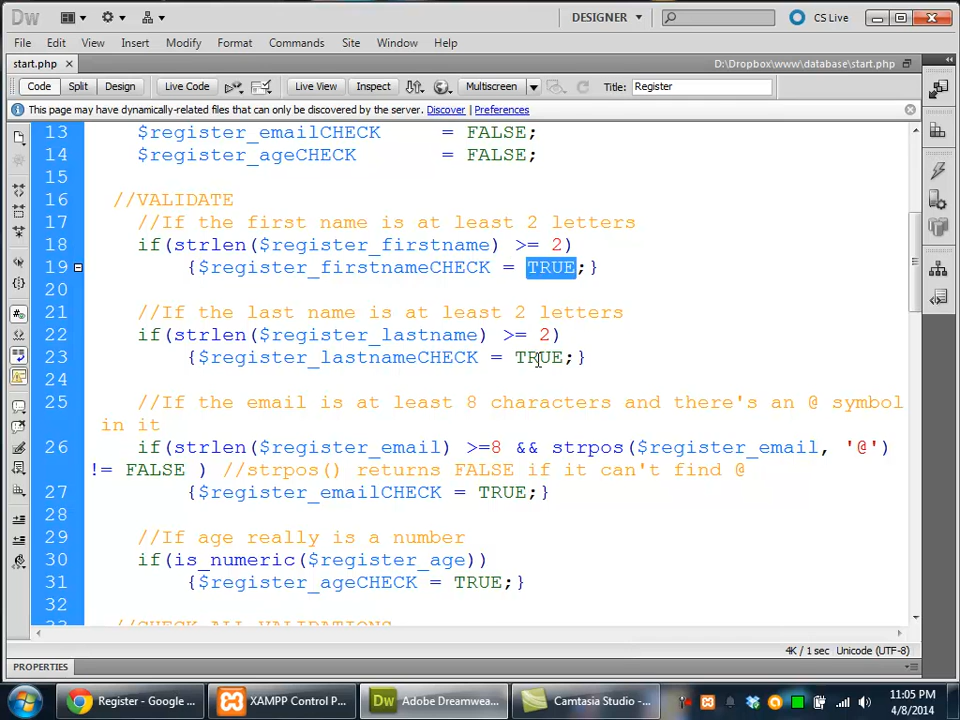 Dw
DESIGNER
CS Live
File Edit View Insert Modify Format Commands Site Window Help
start.php ×
D:\Dropbox\www\database\start.php
Code Split Design Live Code Live View Inspect Multiscreen Title: Register
This page may have dynamically-related files that can only be discovered by the server. Discover | Preferences
13 $register_emailCHECK = FALSE;
14 $register_ageCHECK = FALSE;
15
16 //VALIDATE
17 //If the first name is at least 2 letters
18 if(strlen($register_firstname) >= 2)
19 {$register_firstnameCHECK = TRUE;}
20
21 //If the last name is at least 2 letters
22 if(strlen($register_lastname) >= 2)
23 {$register_lastnameCHECK = TRUE;}
24
25 //If the email is at least 8 characters and there's an @ symbol
in it
26 if(strlen($register_email) >=8 && strpos($register_email, '@')
!= FALSE ) //strpos() returns FALSE if it can't find @
27 {$register_emailCHECK = TRUE;}
28
29 //If age really is a number
30 if(is_numeric($register_age))
31 {$register_ageCHECK = TRUE;}
32
33 //CHECK ALL VALIDATIONS
4K / 1 sec Unicode (UTF-8)
PROPERTIES
Register - Google ...
XAMPP Control P...
Dw Adobe Dreamwea...
Camtasia Studio -...
11:05 PM
4/8/2014